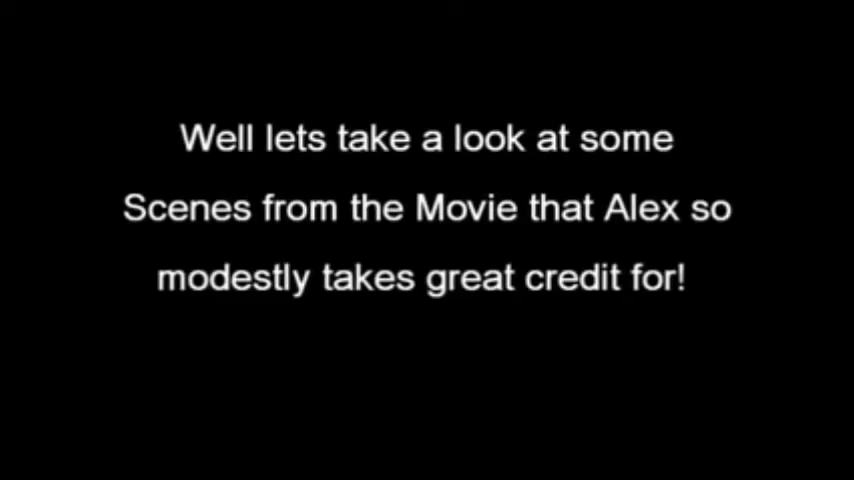 Well lets take a look at some
Scenes from the Movie that Alex so
modestly takes great credit for!